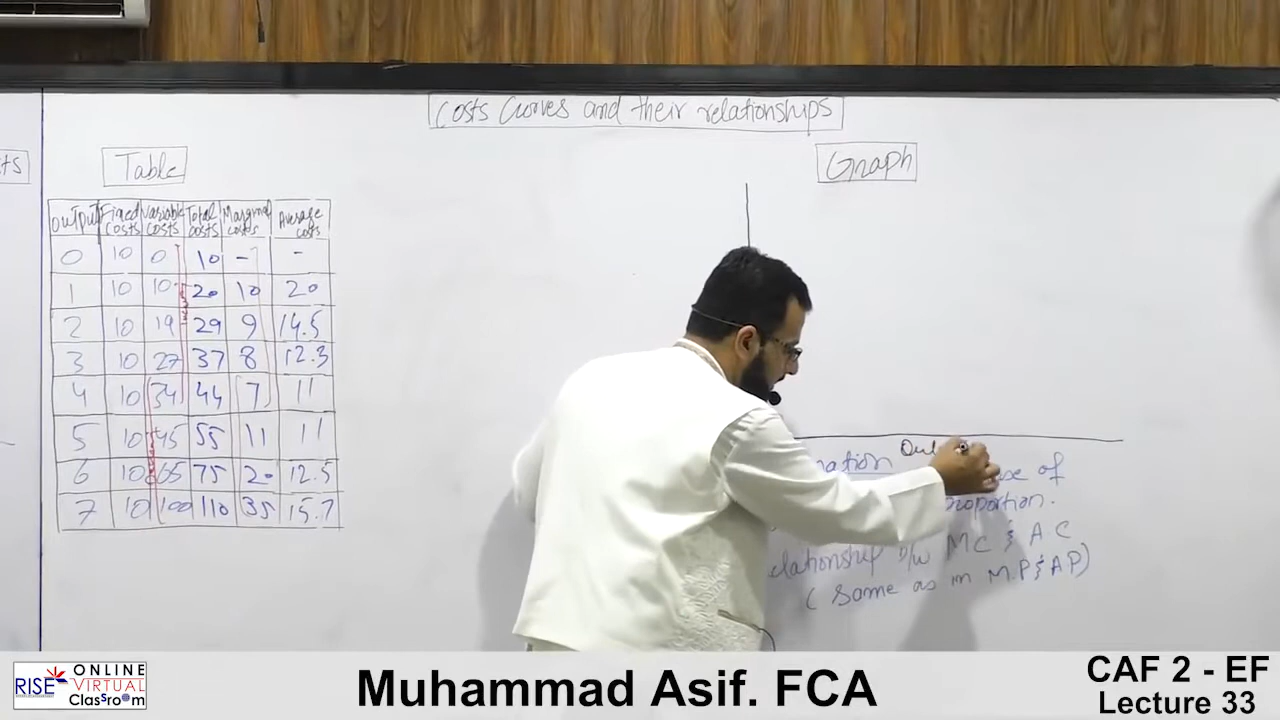 Costs Curves and their relationships
ts
Table
Graph
Output Fixed costs Variable costs Total costs Marginal costs Average costs
0 10 0 10 - -
1 10 10 20 10 20
2 10 19 29 9 14.5
3 10 27 37 8 12.3
4 10 34 44 7 11
5 10 45 55 11 11
6 10 65 75 20 12.5
7 10 100 110 35 15.7
Out
nation of
proportion.
elationship b/w MC & AC
( Same as in M.P & A P)
RISE ONLINE VIRTUAL Classroom
Muhammad Asif. FCA
CAF 2 - EF
Lecture 33